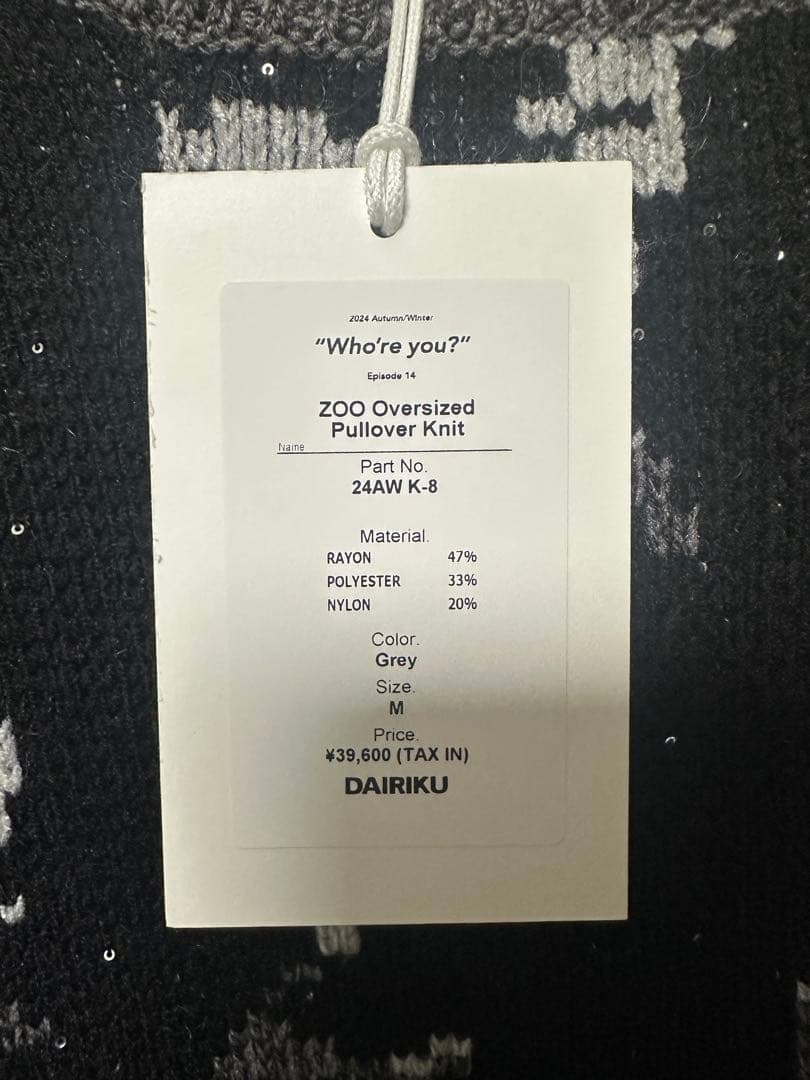 2024 Autumn/Winter
"Who're you?"
Episode 14
ZOO Oversized
Pullover Knit
Name
Part No.
24AW K-8
Material.
RAYON 47%
POLYESTER 33%
NYLON 20%
Color.
Grey
Size.
M
Price.
¥39,600 (TAX IN)
DAIRIKU